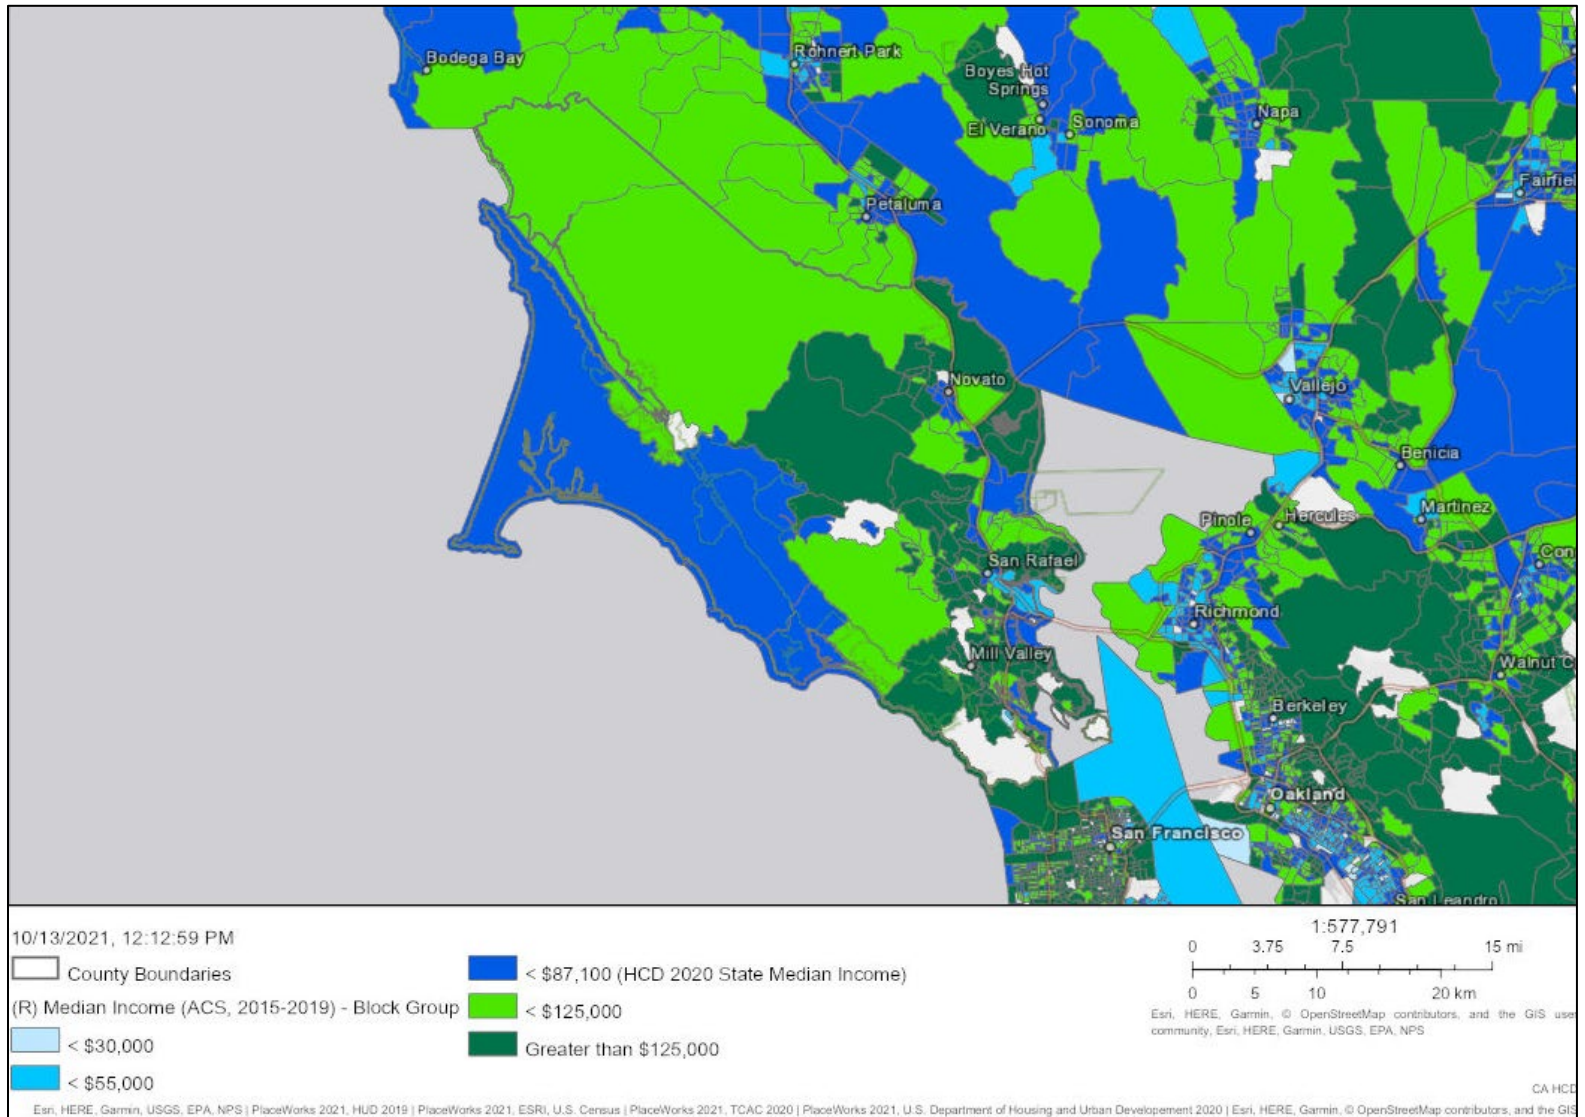 Bodega Bay
Rohnert Park
Boyes Hot
Springs
Napa
El Verano
Sonoma
Fairfiel
Petaluma
Novato
Vallejo
Benicia
Martinez
Pinole
Hercules
Con
San Rafael
Richmond
Mill Valley
Walnut C
Berkeley
Oakland
San Francisco
San Leandro
10/13/2021, 12:12:59 PM
County Boundaries
(R) Median Income (ACS, 2015-2019) - Block Group
< $30,000
< $55,000
< $87,100 (HCD 2020 State Median Income)
< $125,000
Greater than $125,000
1:577,791
0 3.75 7.5 15 mi
0 5 10 20 km
Esri, HERE, Garmin, © OpenStreetMap contributors, and the GIS user
community, Esri, HERE, Garmin, USGS, EPA, NPS
CA HCD
Esri, HERE, Garmin, USGS, EPA, NPS | PlaceWorks 2021, HUD 2019 | PlaceWorks 2021, ESRI, U.S. Census | PlaceWorks 2021, TCAC 2020 | PlaceWorks 2021, U.S. Department of Housing and Urban Developement 2020 | Esri, HERE, Garmin, © OpenStreetMap contributors, and the GIS